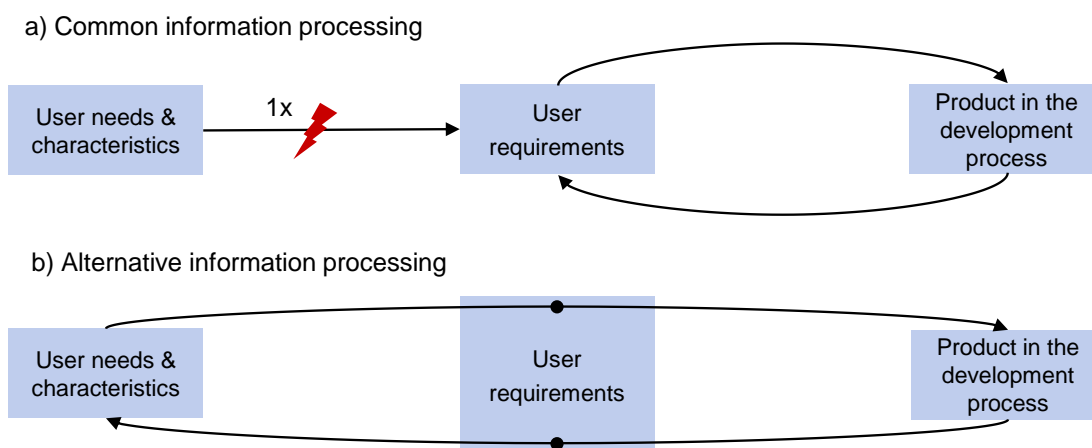 a) Common information processing
User needs &
characteristics
1x
User
requirements
Product in the
development
process
b) Alternative information processing
User needs &
characteristics
User
requirements
Product in the
development
process